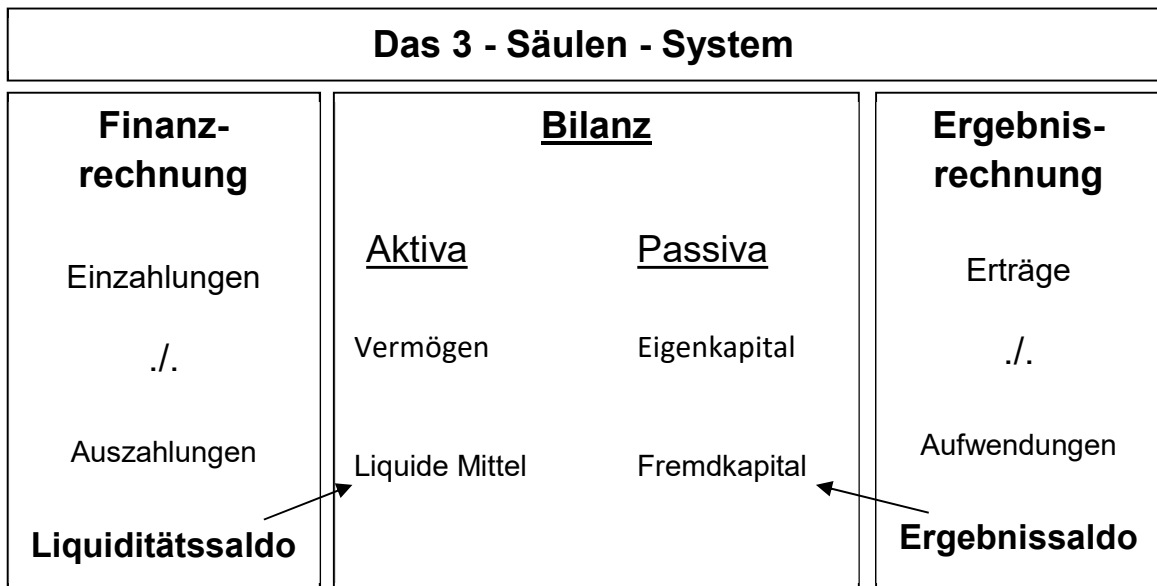 Das 3 - Säulen - System
Finanz-
rechnung
Einzahlungen
./.
Auszahlungen
Liquiditätssaldo
Bilanz
Aktiva
Passiva
Vermögen
Eigenkapital
Liquide Mittel
Fremdkapital
Ergebnis-
rechnung
Erträge
./.
Aufwendungen
Ergebnissaldo